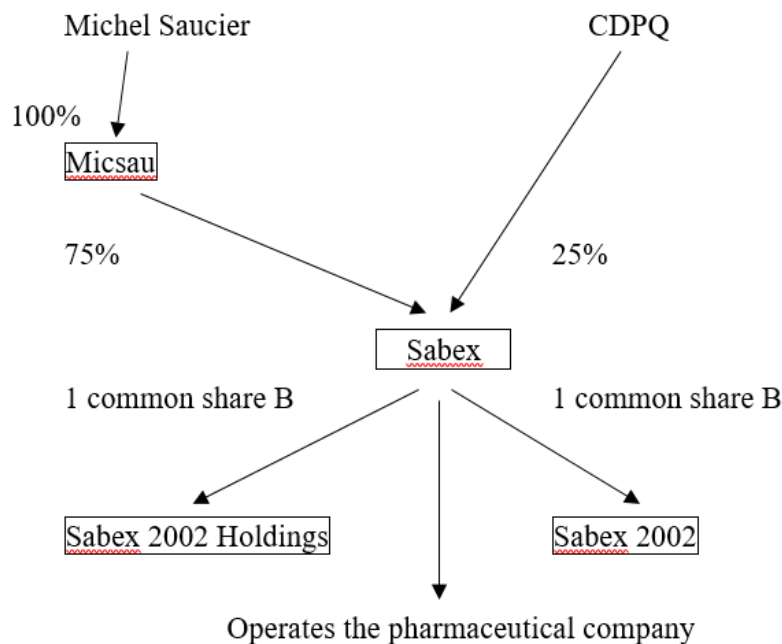 Michel Saucier
CDPQ
100%
Micsau
75%
25%
Sabex
1 common share B
1 common share B
Sabex 2002 Holdings
Sabex 2002
Operates the pharmaceutical company